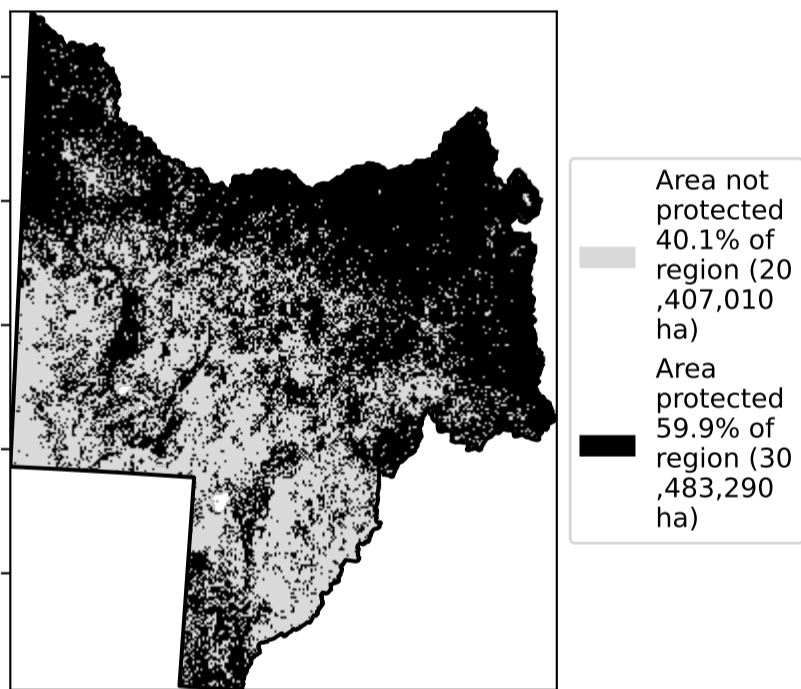 Area not
protected
40.1% of
region (20
,407,010
ha)
Area
protected
59.9% of
region (30
,483,290
ha)